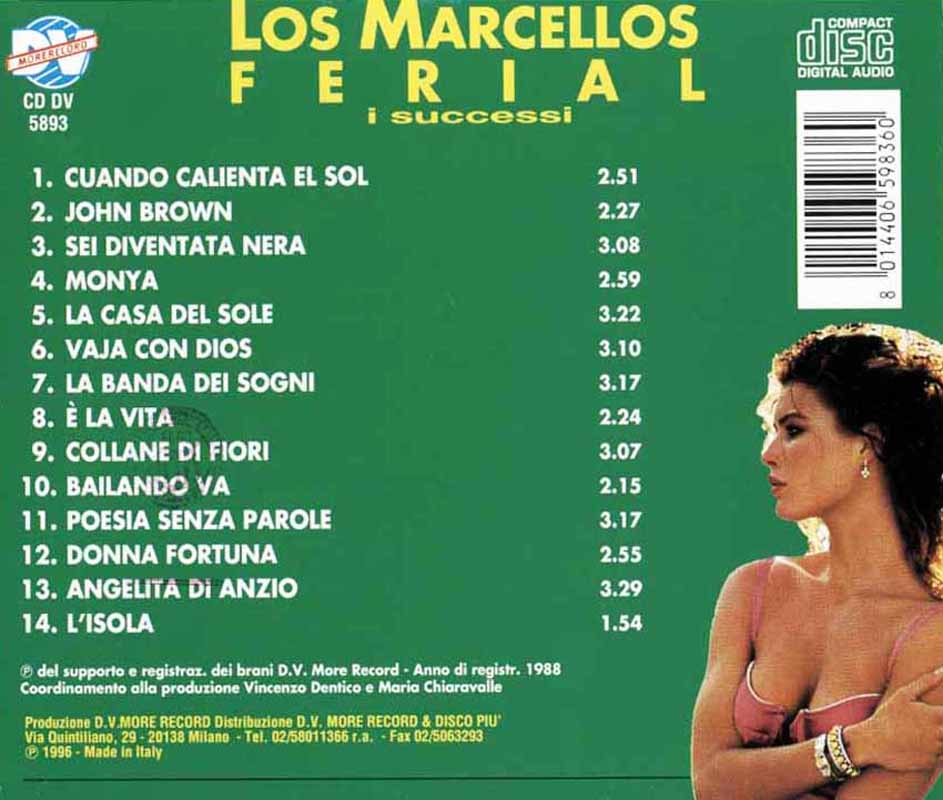 LOS MARCELLOS
FERIAL
i successi
DV
MORE RECORD
CD DV
5893
COMPACT
disc
DIGITAL AUDIO
8 014406 598360
1. CUANDO CALIENTA EL SOL 2.51
2. JOHN BROWN 2.27
3. SEI DIVENTATA NERA 3.08
4. MONYA 2.59
5. LA CASA DEL SOLE 3.22
6. VAJA CON DIOS 3.10
7. LA BANDA DEI SOGNI 3.17
8. È LA VITA 2.24
9. COLLANE DI FIORI 3.07
10. BAILANDO VA 2.15
11. POESIA SENZA PAROLE 3.17
12. DONNA FORTUNA 2.55
13. ANGELITA Di ANZIO 3.29
14. L'ISOLA 1.54
℗ del supporto e registraz. dei brani D.V. More Record - Anno di registr. 1988
Coordinamento alla produzione Vincenzo Dentico e Maria Chiaravalle
Produzione D.V.MORE RECORD Distribuzione D.V. MORE RECORD & DISCO PIU'
Via Quintiliano, 29 - 20138 Milano - Tel. 02/58011366 r.a. - Fax 02/5063293
℗ 1996 - Made in Italy